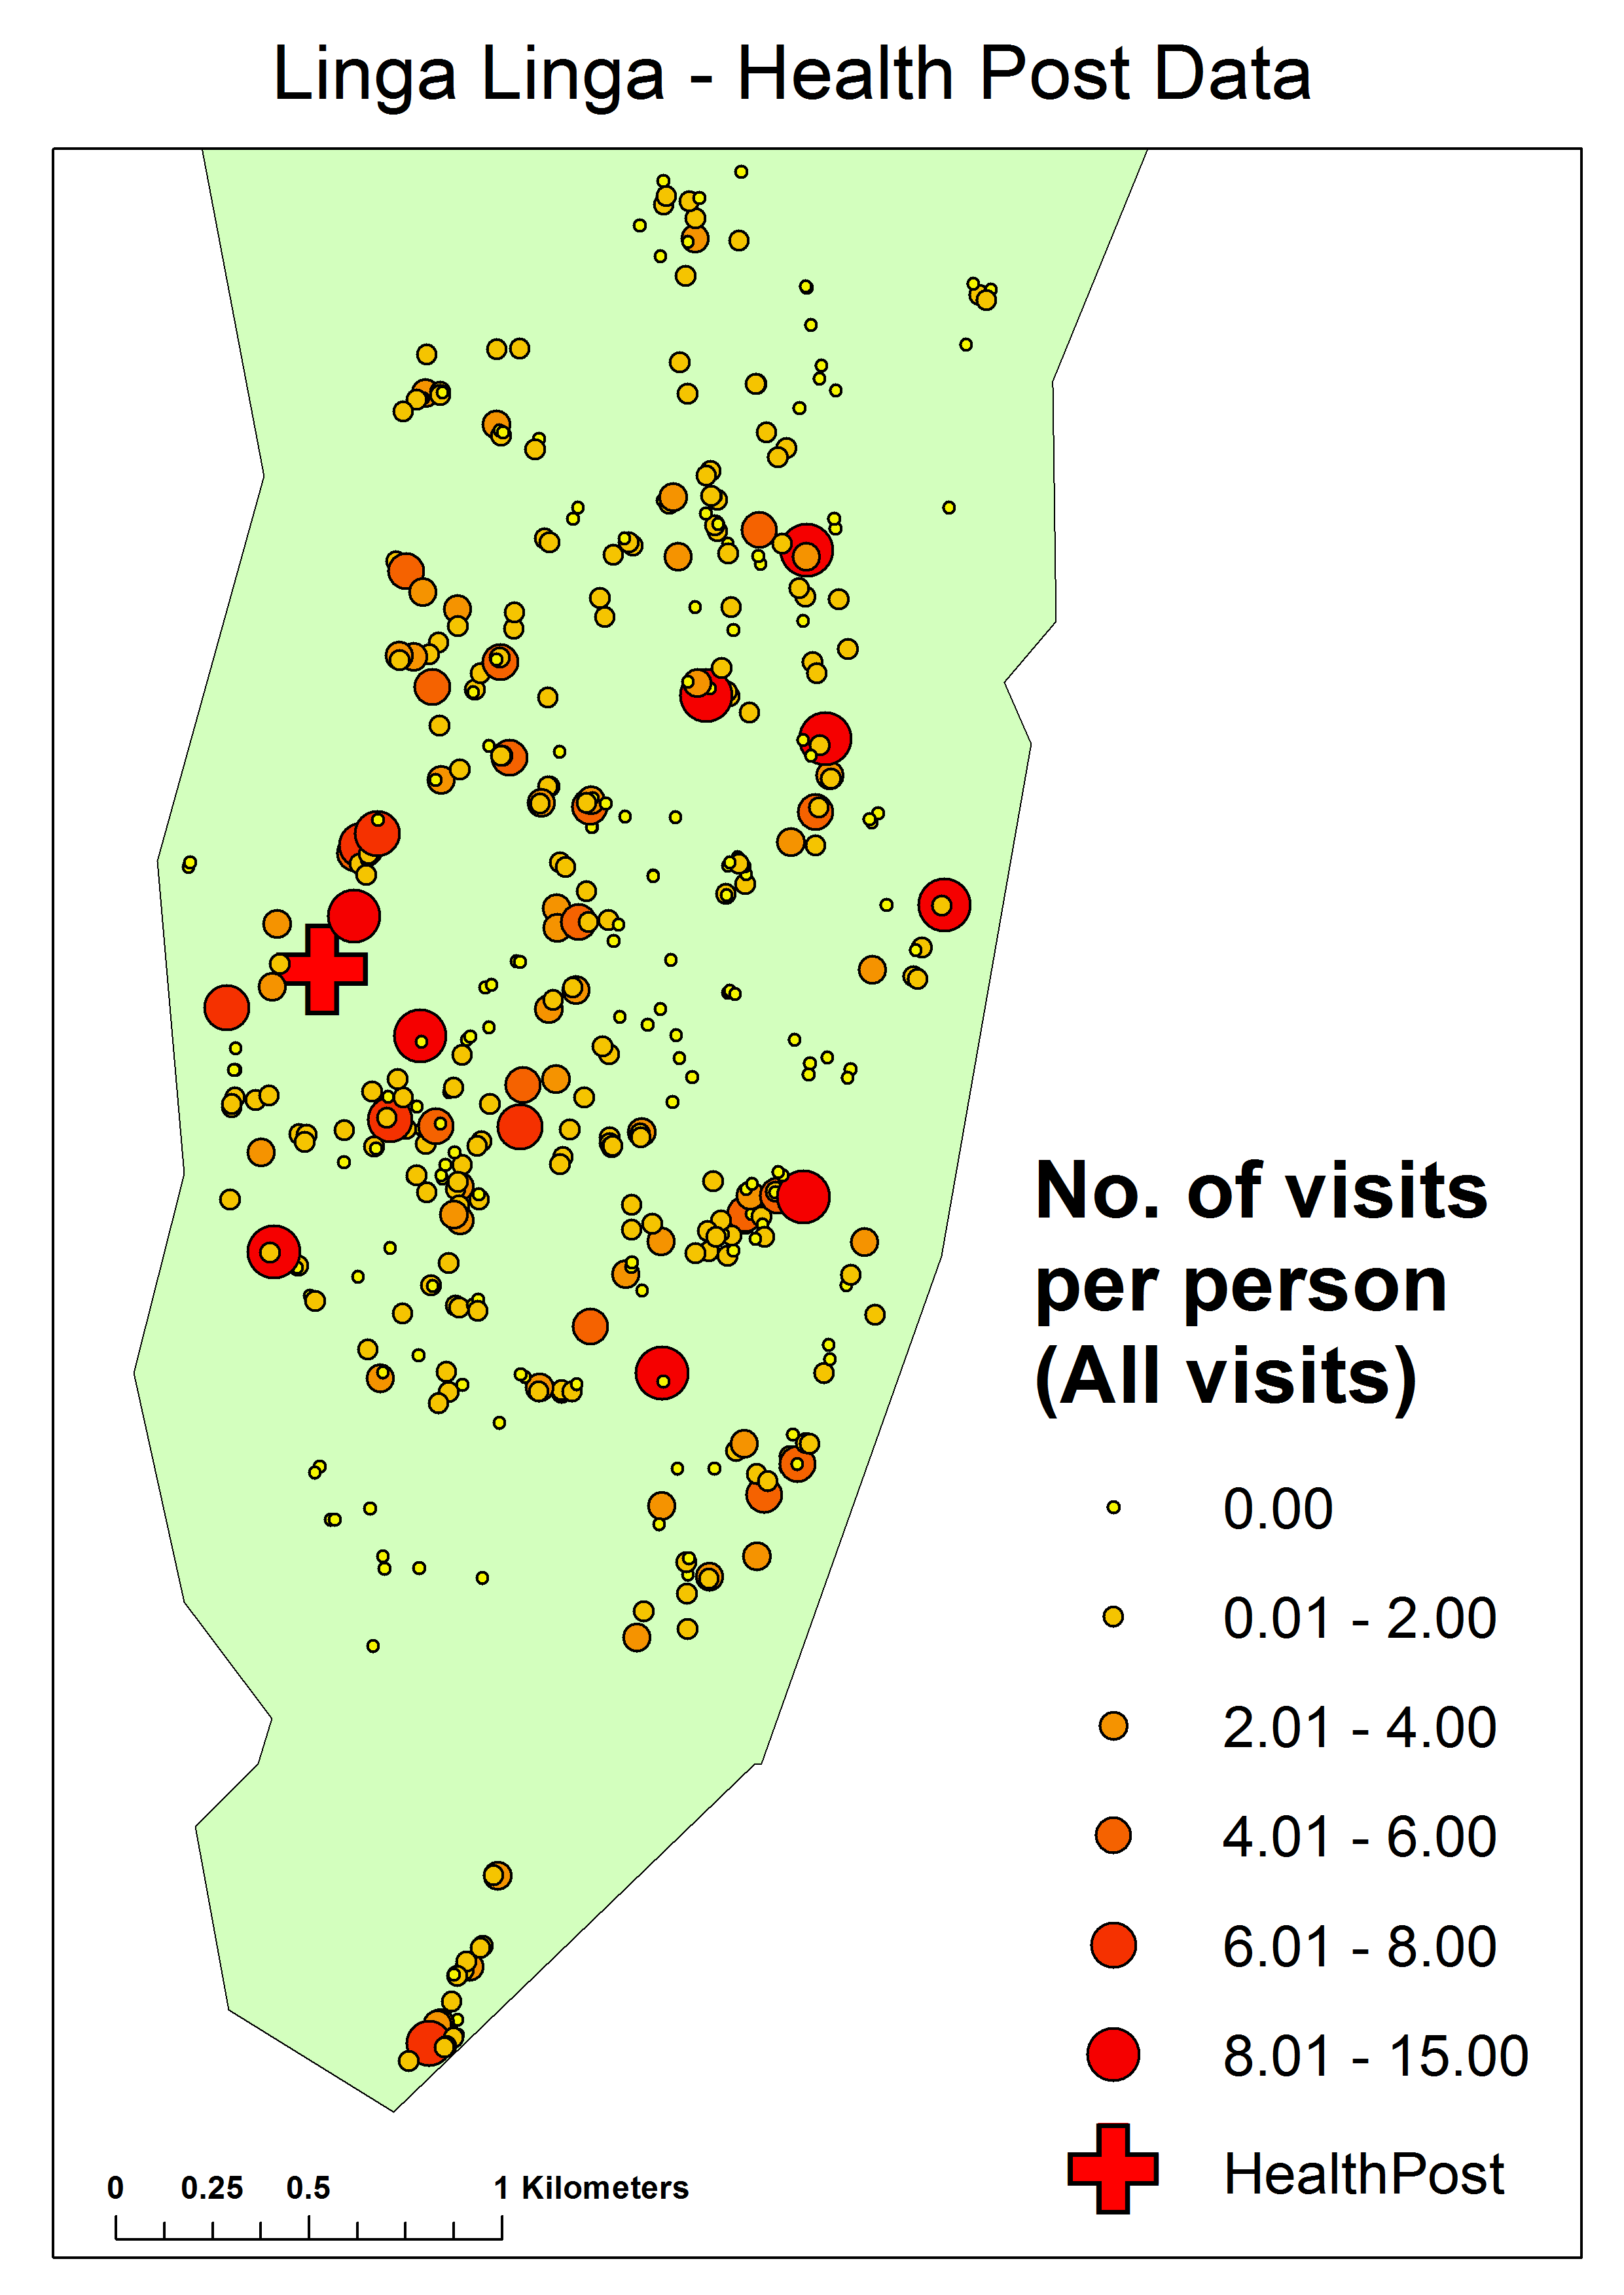 Linga Linga - Health Post Data
No. of visits
per person
(All visits)
0.00
0.01 - 2.00
2.01 - 4.00
4.01 - 6.00
6.01 - 8.00
8.01 - 15.00
HealthPost
0 0.25 0.5 1 Kilometers